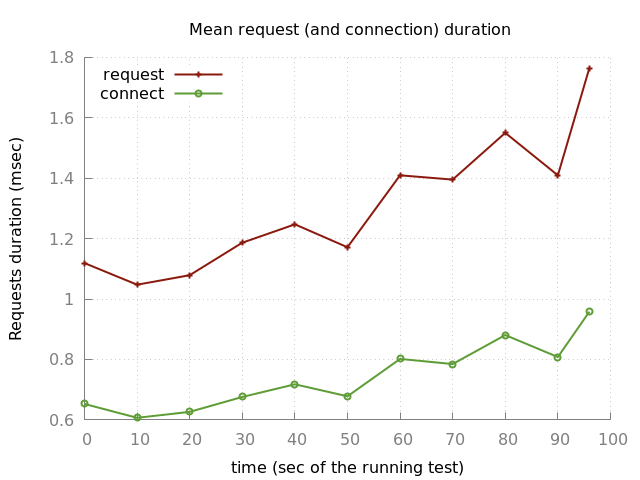 Mean request (and connection) duration
1.8
request
connect
1.6
1.4
1.2
1
0.8
0.6
Requests duration (msec)
0 10 20 30 40 50 60 70 80 90 100
time (sec of the running test)